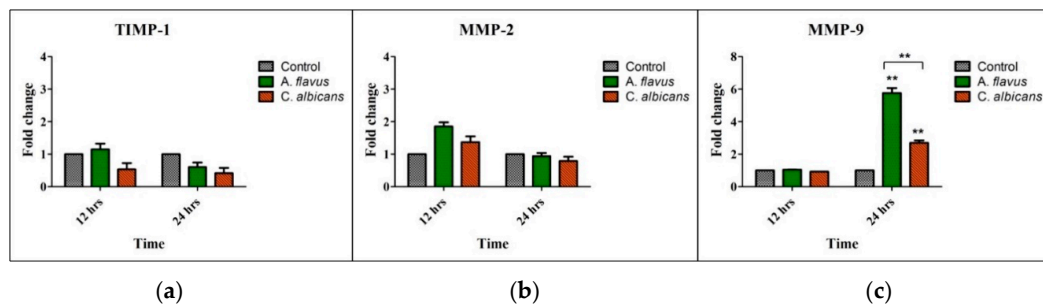 TIMP-1
4
3
2
1
0
Fold change
12 hrs
24 hrs
Time
Control
A. flavus
C. albicans
(a)
MMP-2
4
3
2
1
0
Fold change
12 hrs
24 hrs
Time
Control
A. flavus
C. albicans
(b)
MMP-9
8
6
4
2
0
Fold change
**
**
**
12 hrs
24 hrs
Time
Control
A. flavus
C. albicans
(c)